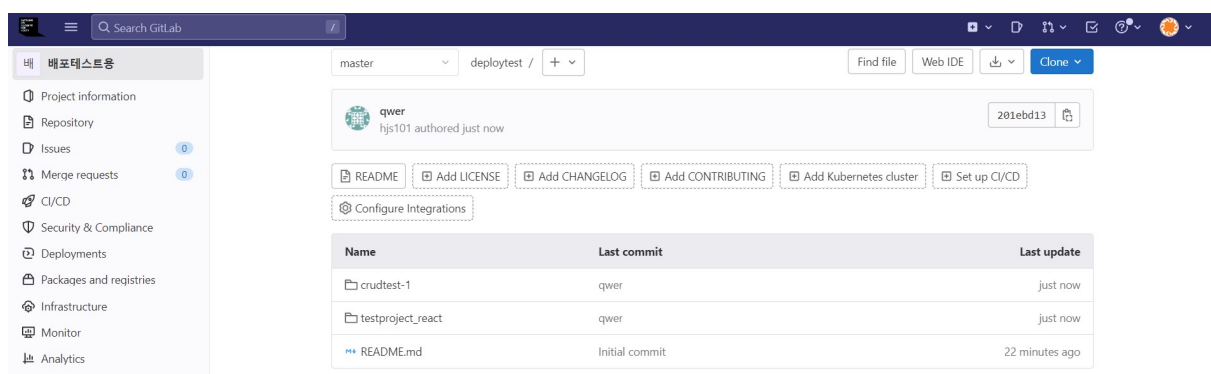 Search GitLab /
배 배포테스트용
Project information
Repository
Issues 0
Merge requests 0
CI/CD
Security & Compliance
Deployments
Packages and registries
Infrastructure
Monitor
Analytics
master deploytest / + Find file Web IDE Clone
qwer
hjs101 authored just now
201ebd13
README Add LICENSE Add CHANGELOG Add CONTRIBUTING Add Kubernetes cluster Set up CI/CD
Configure Integrations
Name Last commit Last update
crudtest-1 qwer just now
testproject_react qwer just now
README.md Initial commit 22 minutes ago